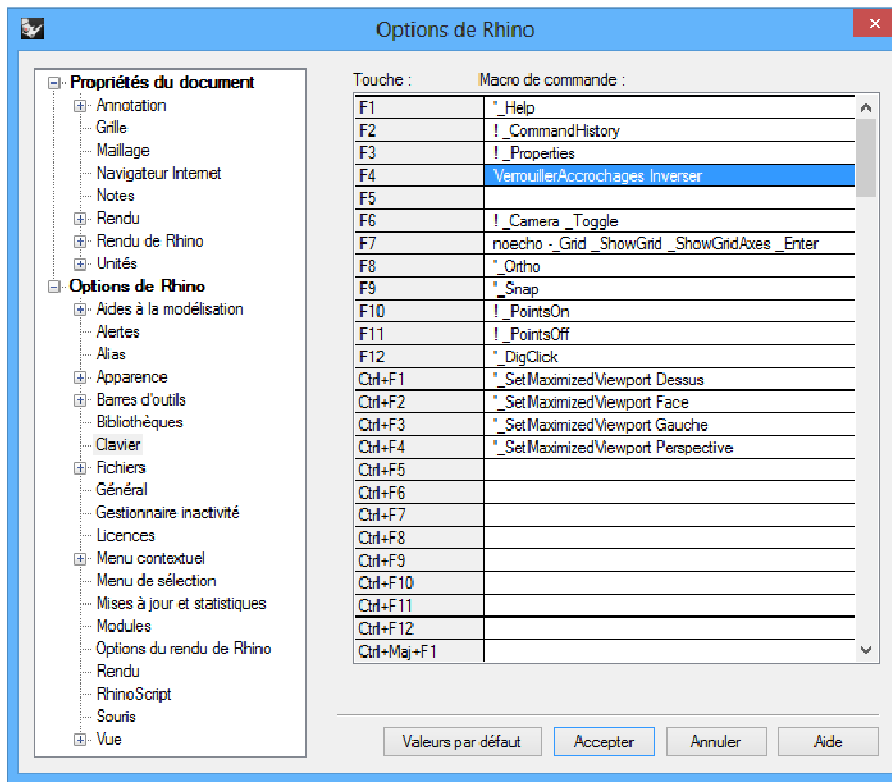 Options de Rhino
Propriétés du document
Annotation
Grille
Maillage
Navigateur Internet
Notes
Rendu
Rendu de Rhino
Unités
Options de Rhino
Aides à la modélisation
Alertes
Alias
Apparence
Barres d'outils
Bibliothèques
Clavier
Fichiers
Général
Gestionnaire inactivité
Licences
Menu contextuel
Menu de sélection
Mises à jour et statistiques
Modules
Options du rendu de Rhino
Rendu
RhinoScript
Souris
Vue
Touche : Macro de commande :
F1 '_Help
F2 !_CommandHistory
F3 !_Properties
F4 VerrouillerAccrochages Inverser
F5
F6 !_Camera _Toggle
F7 noecho -_Grid _ShowGrid _ShowGridAxes _Enter
F8 '_Ortho
F9 '_Snap
F10 !_PointsOn
F11 !_PointsOff
F12 '_DigClick
Ctrl+F1 '_SetMaximizedViewport Dessus
Ctrl+F2 '_SetMaximizedViewport Face
Ctrl+F3 '_SetMaximizedViewport Gauche
Ctrl+F4 '_SetMaximizedViewport Perspective
Ctrl+F5
Ctrl+F6
Ctrl+F7
Ctrl+F8
Ctrl+F9
Ctrl+F10
Ctrl+F11
Ctrl+F12
Ctrl+Maj+F1
Valeurs par défaut Accepter Annuler Aide